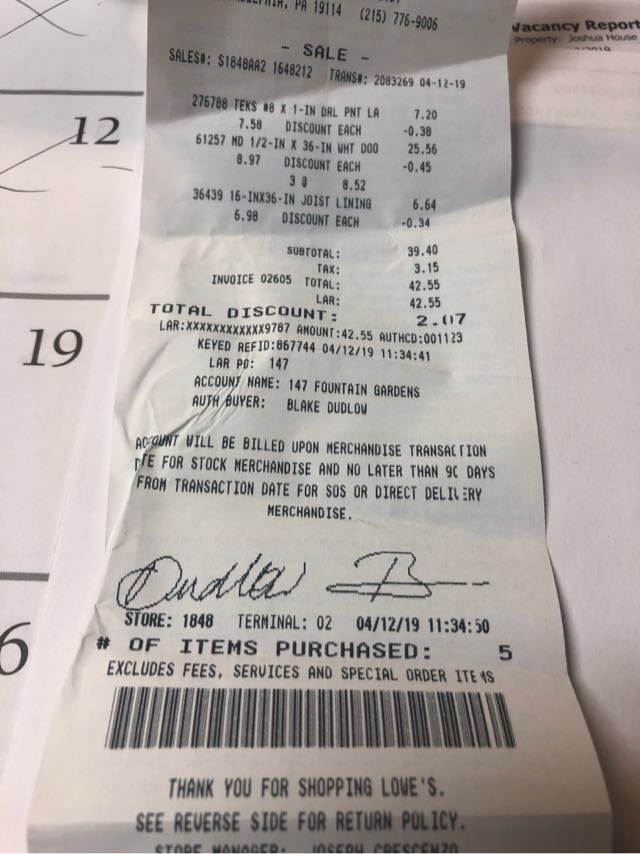 PA 19114 (215) 776-9006
- SALE -
SALES#: S1848AA2 1648212 TRANS#: 2083269 04-12-19
276788 TEKS #8 X 1-IN DRL PNT LA 7.20
7.58 DISCOUNT EACH -0.38
61257 MD 1/2-IN X 36-IN WHT DOO 25.56
8.97 DISCOUNT EACH -0.45
3 @ 8.52
36439 16-INX36-IN JOIST LINING 6.64
6.98 DISCOUNT EACH -0.34
SUBTOTAL: 39.40
TAX: 3.15
INVOICE 02605 TOTAL: 42.55
LAR: 42.55
TOTAL DISCOUNT: 2.07
LAR:XXXXXXXXXXXX9787 AMOUNT:42.55 AUTHCD:001123
KEYED REFID:867744 04/12/19 11:34:41
LAR PO: 147
ACCOUNT NAME: 147 FOUNTAIN GARDENS
AUTH BUYER: BLAKE DUDLOW
ACCOUNT WILL BE BILLED UPON MERCHANDISE TRANSACTION
DATE FOR STOCK MERCHANDISE AND NO LATER THAN 90 DAYS
FROM TRANSACTION DATE FOR SOS OR DIRECT DELIVERY
MERCHANDISE.
Dudlow B
STORE: 1848 TERMINAL: 02 04/12/19 11:34:50
# OF ITEMS PURCHASED: 5
EXCLUDES FEES, SERVICES AND SPECIAL ORDER ITEMS
THANK YOU FOR SHOPPING LOWE'S.
SEE REVERSE SIDE FOR RETURN POLICY.
STORE MANAGER: JOSEPH CRESCENZO
Vacancy Report
Property: Joshua House
12
19
6